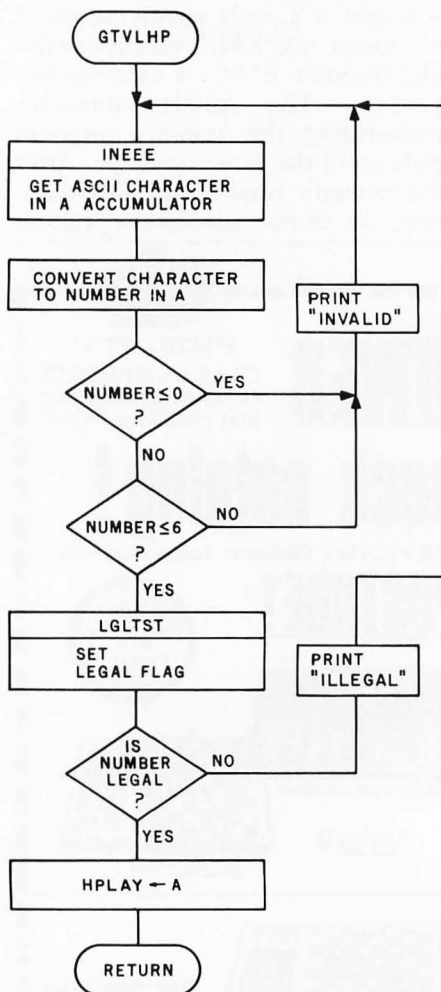 GTVLHP
INEEE
GET ASCII CHARACTER
IN A ACCUMULATOR
CONVERT CHARACTER
TO NUMBER IN A
PRINT
"INVALID"
NUMBER≤0
?
YES
NO
NUMBER≤6
?
NO
YES
LGLTST
SET
LEGAL FLAG
PRINT
"ILLEGAL"
IS
NUMBER
LEGAL
?
NO
YES
HPLAY ← A
RETURN